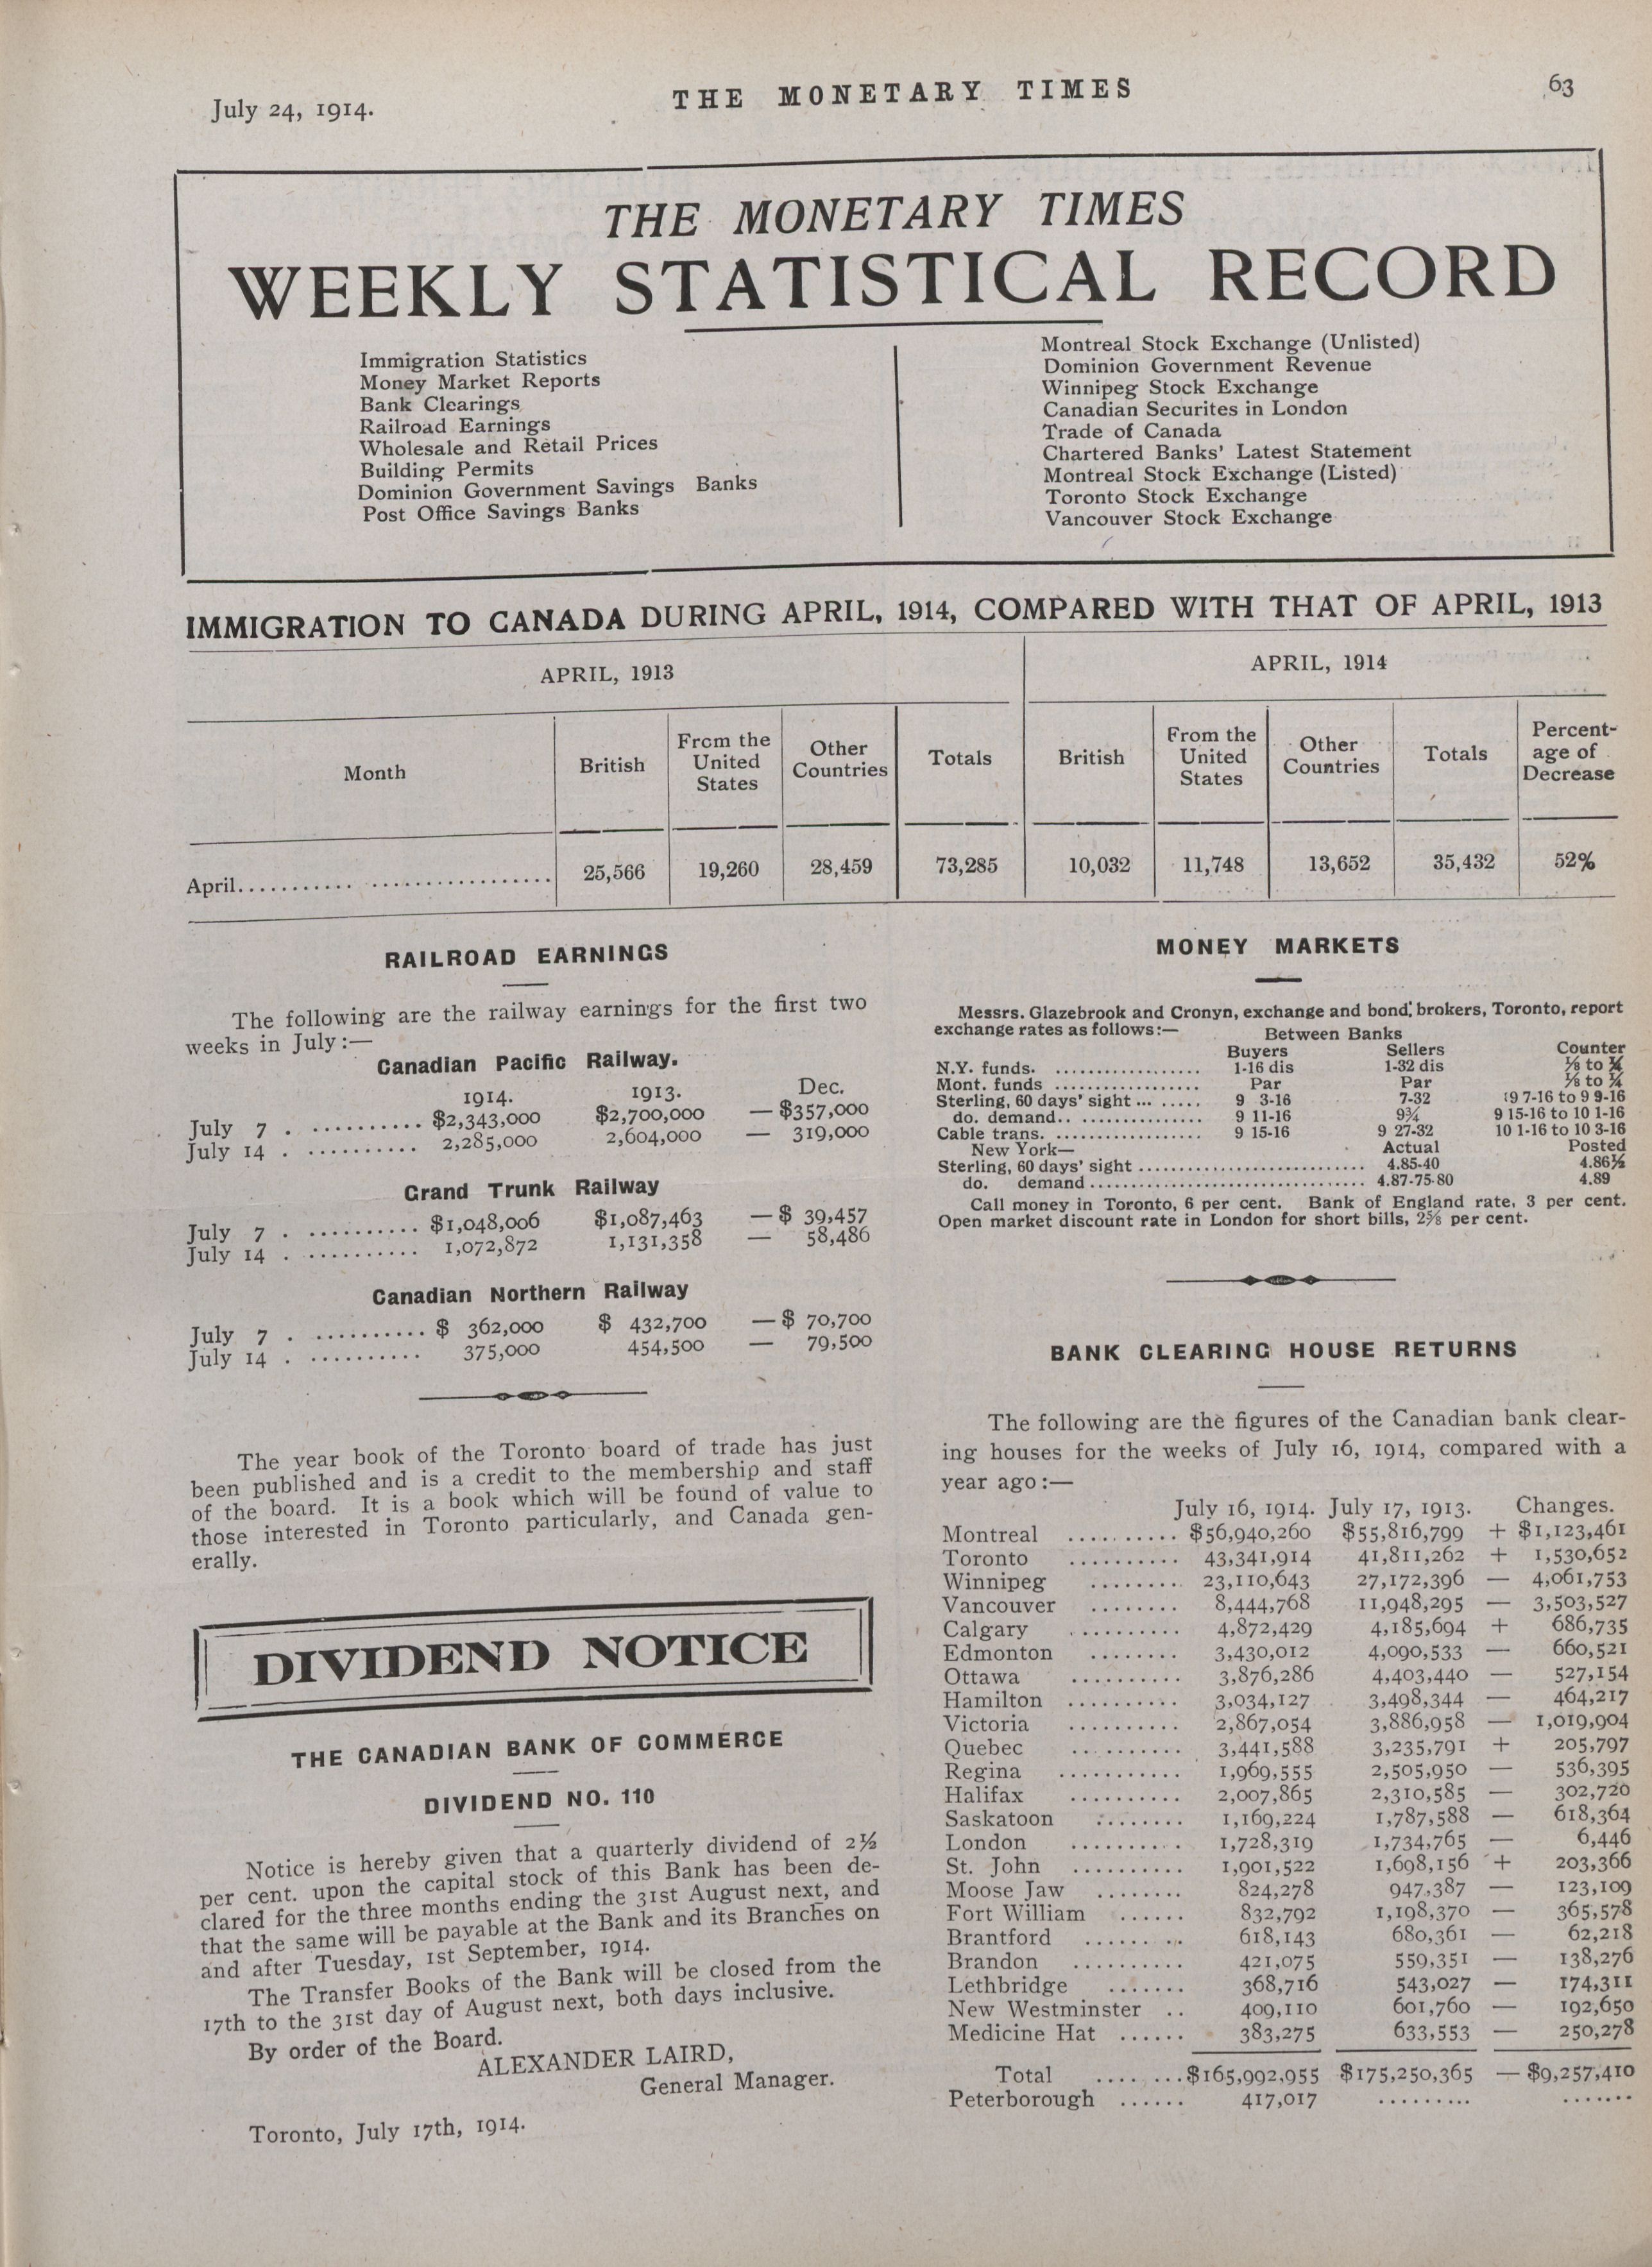 July 24, 1914.
THE MONETARY TIMES
63
THE MONETARY TIMES
WEEKLY STATISTICAL RECORD
Immigration Statistics
Money Market Reports
Bank Clearings
Railroad Earnings
Wholesale and Retail Prices
Building Permits
Dominion Government Savings Banks
Post Office Savings Banks
Montreal Stock Exchange (Unlisted)
Dominion Government Revenue
Winnipeg Stock Exchange
Canadian Securites in London
Trade of Canada
Chartered Banks' Latest Statement
Montreal Stock Exchange (Listed)
Toronto Stock Exchange
Vancouver Stock Exchange
IMMIGRATION TO CANADA DURING APRIL, 1914, COMPARED WITH THAT OF APRIL, 1913
APRIL, 1913 APRIL, 1914
Month British From the United States Other Countries Totals British From the United States Other Countries Totals Percent-age of Decrease
April........... ................................ 25,566 19,260 28,459 73,285 10,032 11,748 13,652 35,432 52%
RAILROAD EARNINGS
The following are the railway earnings for the first two
weeks in July:—
Canadian Pacific Railway.
1914. 1913. Dec.
July 7 . ........... $2,343,000 $2,700,000 — $357,000
July 14 . .......... 2,285,000 2,604,000 — 319,000
Grand Trunk Railway
July 7 . ........... $1,048,006 $1,087,463 — $ 39,457
July 14 . .......... 1,072,872 1,131,358 — 58,486
Canadian Northern Railway
July 7 . ........... $ 362,000 $ 432,700 — $ 70,700
July 14 . .......... 375,000 454,500 — 79,500
The year book of the Toronto board of trade has just
been published and is a credit to the membership and staff
of the board. It is a book which will be found of value to
those interested in Toronto particularly, and Canada gen-
erally.
DIVIDEND NOTICE
THE CANADIAN BANK OF COMMERCE
DIVIDEND NO. 110
Notice is hereby given that a quarterly dividend of 2½
per cent. upon the capital stock of this Bank has been de-
clared for the three months ending the 31st August next, and
that the same will be payable at the Bank and its Branches on
and after Tuesday, 1st September, 1914.
The Transfer Books of the Bank will be closed from the
17th to the 31st day of August next, both days inclusive.
By order of the Board.
ALEXANDER LAIRD,
General Manager.
Toronto, July 17th, 1914.
MONEY MARKETS
Messrs. Glazebrook and Cronyn, exchange and bond brokers, Toronto, report
exchange rates as follows:— Between Banks
Buyers Sellers Counter
N.Y. funds. .................. 1-16 dis 1-32 dis ⅛ to ¼
Mont. funds .................. Par Par ⅛ to ¼
Sterling, 60 days' sight ... ..... 9 3-16 7-32 9 7-16 to 9 9-16
do. demand.. ............... 9 11-16 9¾ 9 15-16 to 10 1-16
Cable trans. .................. 9 15-16 9 27-32 10 1-16 to 10 3-16
New York— Actual Posted
Sterling, 60 days' sight ............................ 4.85-40 4.86½
do. demand .................................. 4.87-75-80 4.89
Call money in Toronto, 6 per cent. Bank of England rate, 3 per cent.
Open market discount rate in London for short bills, 2⅝ per cent.
BANK CLEARING HOUSE RETURNS
The following are the figures of the Canadian bank clear-
ing houses for the weeks of July 16, 1914, compared with a
year ago:—
July 16, 1914. July 17, 1913. Changes.
Montreal .......... $56,940,260 $55,816,799 + $1,123,461
Toronto .......... 43,341,914 41,811,262 + 1,530,652
Winnipeg ........ 23,110,643 27,172,396 — 4,061,753
Vancouver ........ 8,444,768 11,948,295 — 3,503,527
Calgary .......... 4,872,429 4,185,694 + 686,735
Edmonton ........ 3,430,012 4,090,533 — 660,521
Ottawa .......... 3,876,286 4,403,440 — 527,154
Hamilton .......... 3,034,127 3,498,344 — 464,217
Victoria .......... 2,867,054 3,886,958 — 1,019,904
Quebec .......... 3,441,588 3,235,791 + 205,797
Regina ........... 1,969,555 2,505,950 — 536,395
Halifax .......... 2,007,865 2,310,585 — 302,720
Saskatoon ........ 1,169,224 1,787,588 — 618,364
London .......... 1,728,319 1,734,765 — 6,446
St. John .......... 1,901,522 1,698,156 + 203,366
Moose Jaw ........ 824,278 947,387 — 123,109
Fort William ...... 832,792 1,198,370 — 365,578
Brantford ......... 618,143 680,361 — 62,218
Brandon .......... 421,075 559,351 — 138,276
Lethbridge ....... 368,716 543,027 — 174,311
New Westminster .. 409,110 601,760 — 192,650
Medicine Hat ...... 383,275 633,553 — 250,278
Total ........ $165,992,955 $175,250,365 — $9,257,410
Peterborough ...... 417,017 ......... .......